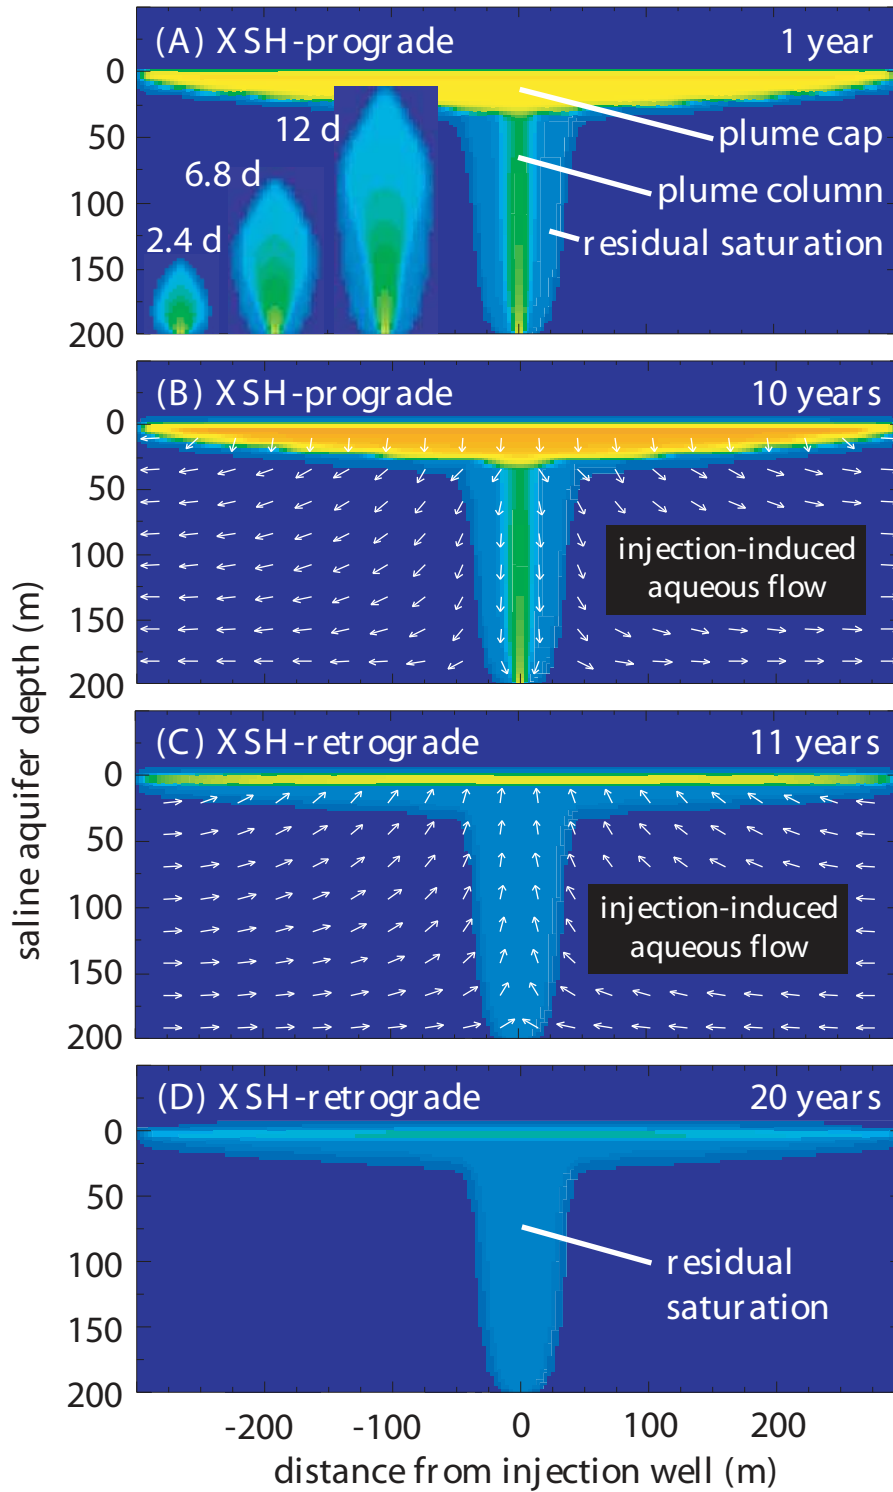 (A) XSH-prograde 1 year
0
50
100
150
200
2.4 d
6.8 d
12 d
plume cap
plume column
residual saturation
(B) XSH-prograde 10 years
0
50
100
150
200
injection-induced
aqueous flow
(C) XSH-retrograde 11 years
0
50
100
150
200
injection-induced
aqueous flow
(D) XSH-retrograde 20 years
0
50
100
150
200
residual
saturation
-200 -100 0 100 200
distance from injection well (m)
saline aquifer depth (m)